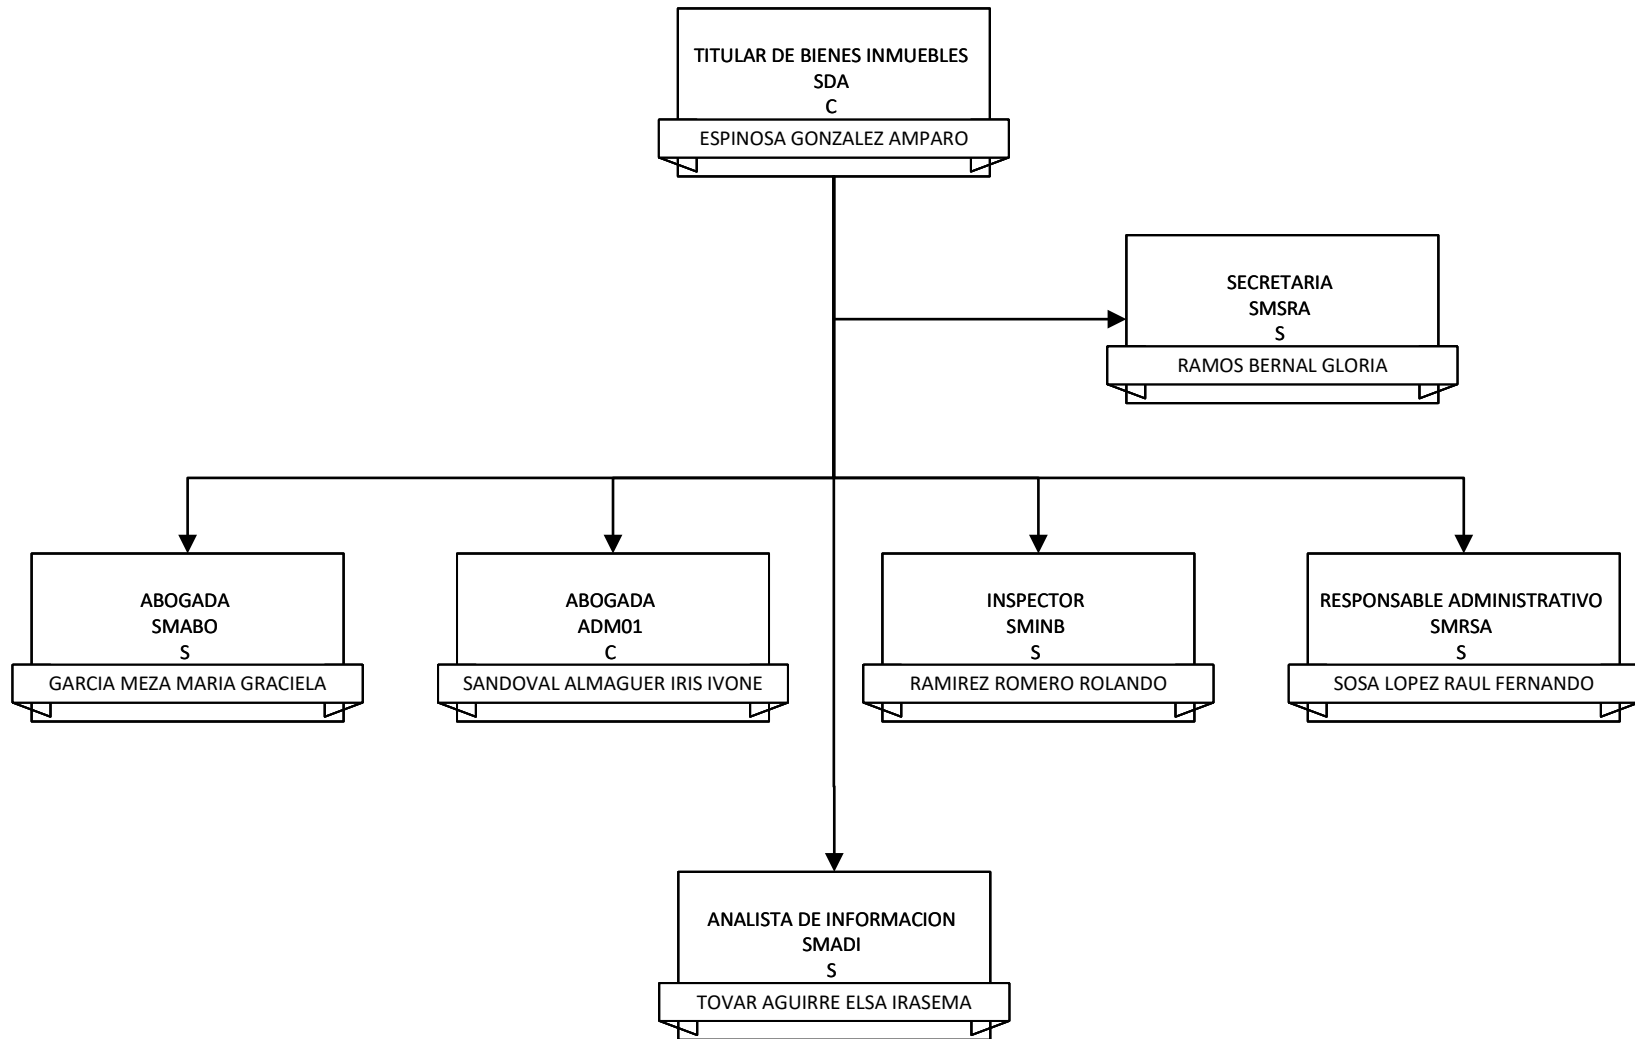 TITULAR DE BIENES INMUEBLES
SDA
C
ESPINOSA GONZALEZ AMPARO
SECRETARIA
SMSRA
S
RAMOS BERNAL GLORIA
ABOGADA
SMABO
S
GARCIA MEZA MARIA GRACIELA
ABOGADA
ADM01
C
SANDOVAL ALMAGUER IRIS IVONE
INSPECTOR
SMINB
S
RAMIREZ ROMERO ROLANDO
RESPONSABLE ADMINISTRATIVO
SMRSA
S
SOSA LOPEZ RAUL FERNANDO
ANALISTA DE INFORMACION
SMADI
S
TOVAR AGUIRRE ELSA IRASEMA